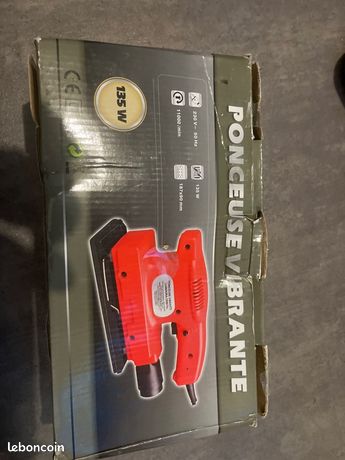 PONCEUSE VIBRANTE
230 V~ 50 Hz
135 W
11000 /min
187x90 mm
135 W
CE
leboncoin